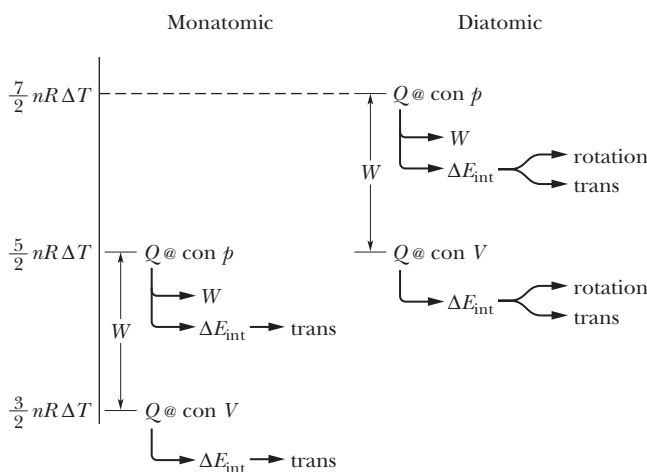 Monatomic Diatomic
7/2 nRΔT Q @ con p
W
W
ΔE_int rotation
trans
5/2 nRΔT Q @ con p Q @ con V
W
W
ΔE_int trans
ΔE_int rotation
trans
3/2 nRΔT Q @ con V
ΔE_int trans